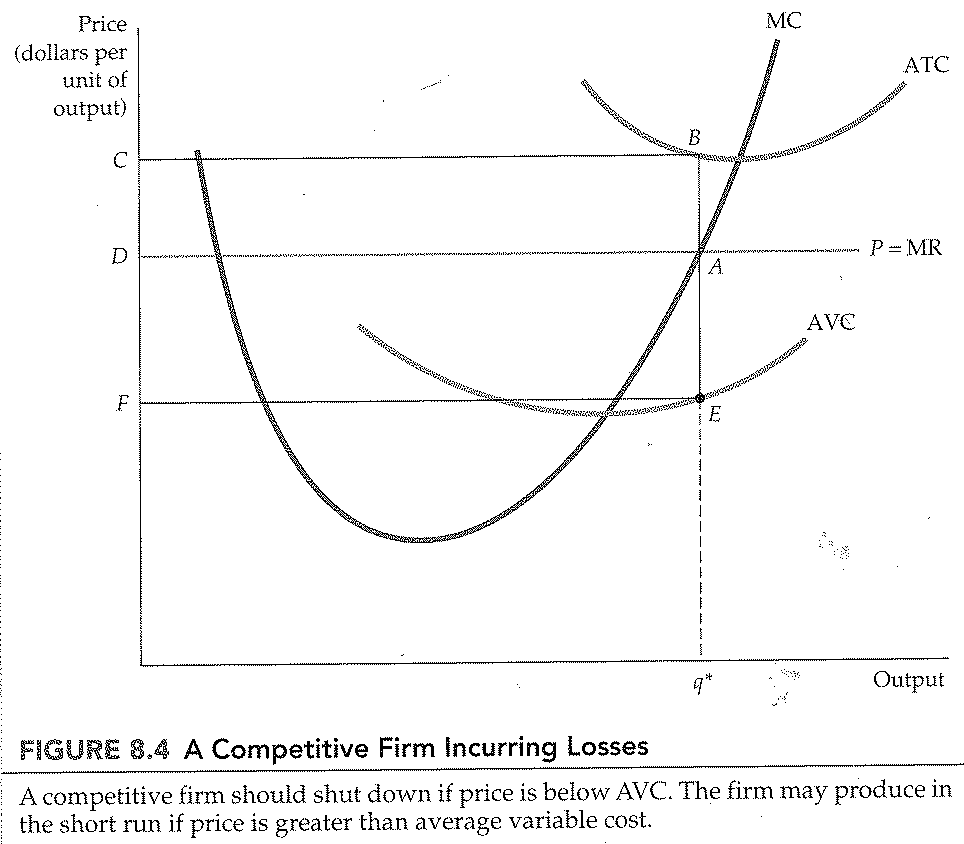 Price
(dollars per
unit of
output)
MC
ATC
B
C
D
P = MR
A
AVC
F
E
q*
Output
FIGURE 8.4 A Competitive Firm Incurring Losses
A competitive firm should shut down if price is below AVC. The firm may produce in
the short run if price is greater than average variable cost.